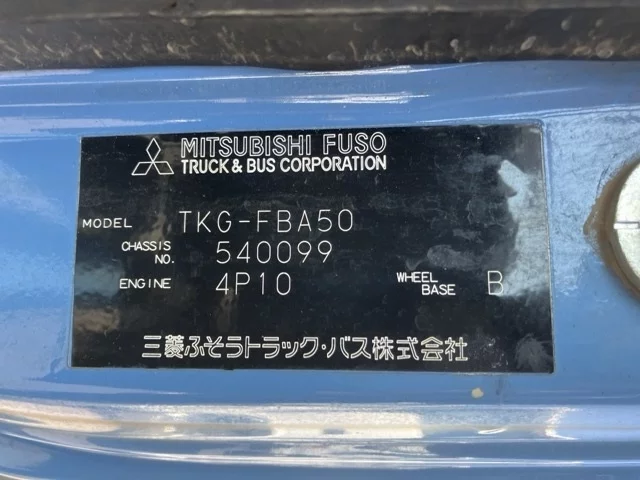 MITSUBISHI FUSO
TRUCK & BUS CORPORATION
MODEL TKG-FBA50
CHASSIS NO. 540099
ENGINE 4P10 WHEEL BASE B
三菱ふそうトラック・バス株式会社